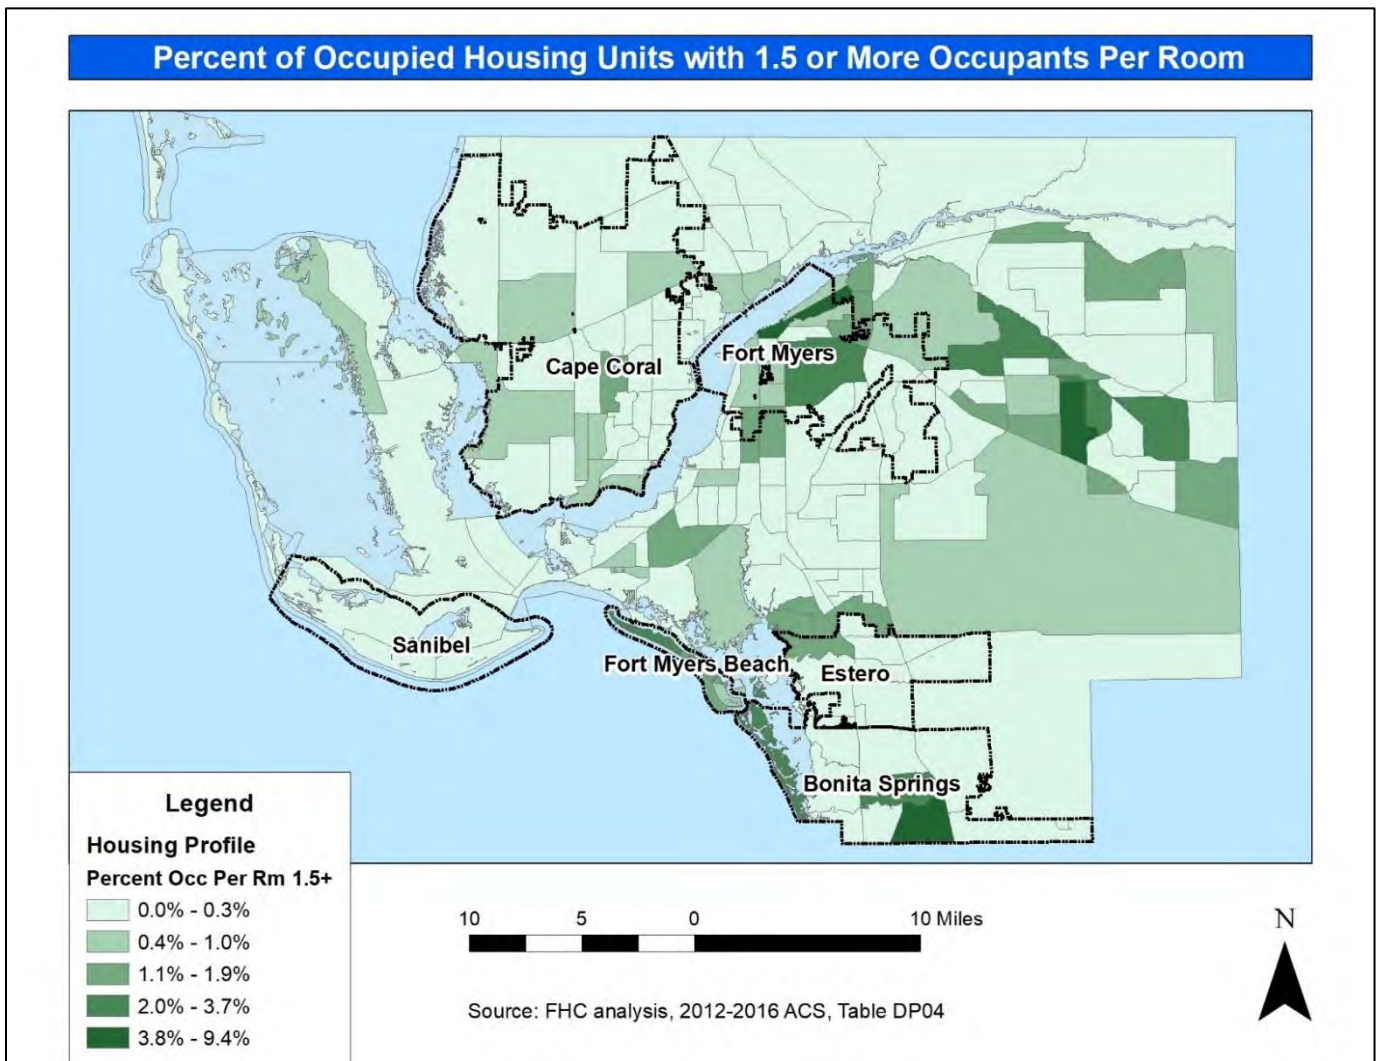 Percent of Occupied Housing Units with 1.5 or More Occupants Per Room
Cape Coral
Fort Myers
Sanibel
Fort Myers Beach
Estero
Bonita Springs
Legend
Housing Profile
Percent Occ Per Rm 1.5+
0.0% - 0.3%
0.4% - 1.0%
1.1% - 1.9%
2.0% - 3.7%
3.8% - 9.4%
10 5 0 10 Miles
Source: FHC analysis, 2012-2016 ACS, Table DP04
N